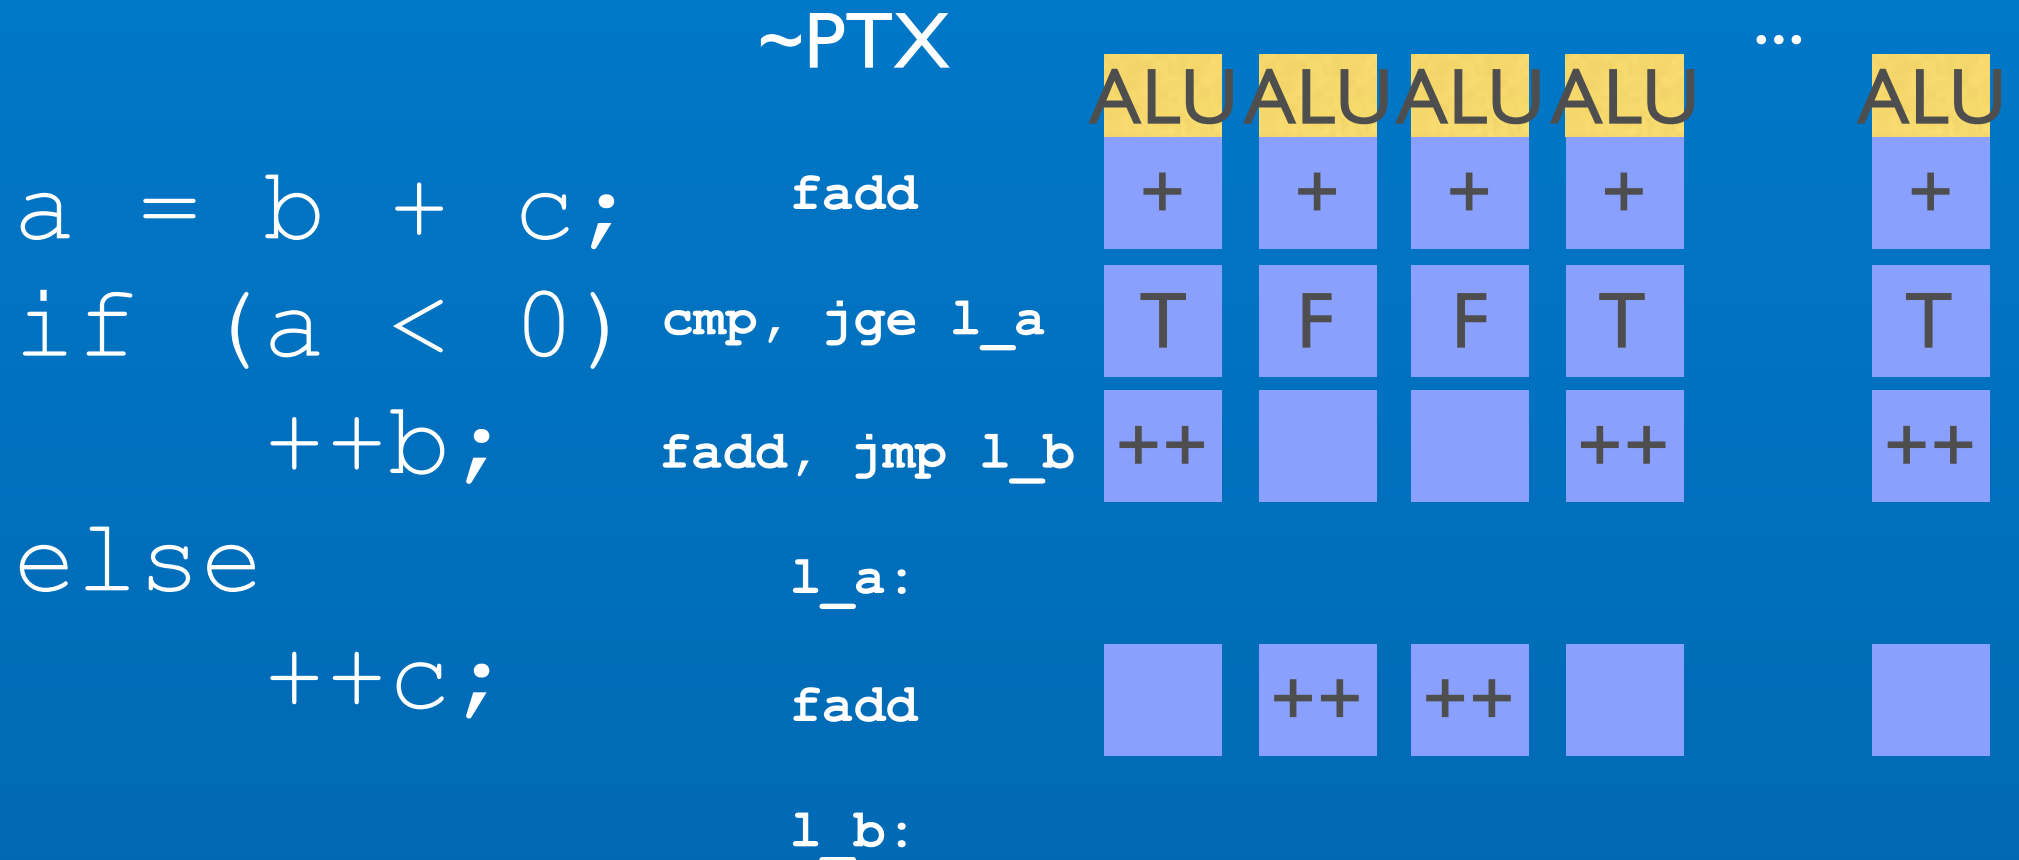 ~PTX ...
ALU ALU ALU ALU ALU
a = b + c; fadd + + + + +
if (a < 0) cmp, jge l_a T F F T T
++b; fadd, jmp l_b ++ ++ ++
else l_a:
++c; fadd ++ ++
l_b: